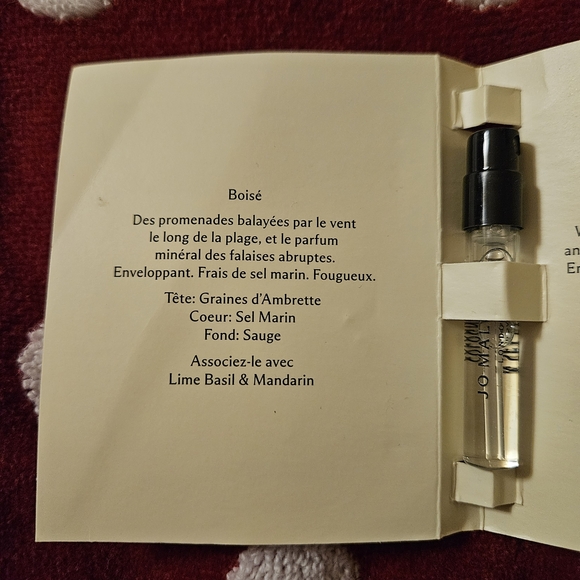 Boisé
Des promenades balayées par le vent
le long de la plage, et le parfum
minéral des falaises abruptes.
Enveloppant. Frais de sel marin. Fougueux.
Tête: Graines d'Ambrette
Coeur: Sel Marin
Fond: Sauge
Associez-le avec
Lime Basil & Mandarin
JO MAL